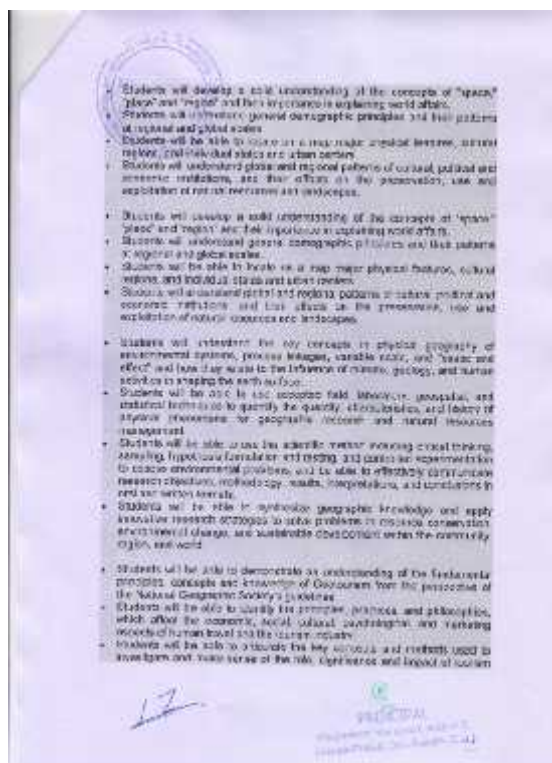 Students will develop a solid understanding of the concepts of "space,"
"place" and "region" and their importance in explaining world affairs.
Students will understand general demographic principles and their patterns
at regional and global scales
Students will be able to locate on a map major physical features, cultural
regions, and individual states and urban centers
Students will understand global and regional patterns of cultural, political and
economic institutions, and their effects on the preservation, use and
exploitation of natural resources and landscapes.
Students will develop a solid understanding of the concepts of "space"
"place" and "region" and their importance in explaining world affairs.
Students will understand general demographic principles and their patterns
at regional and global scales.
Students will be able to locate on a map major physical features, cultural
regions, and individual states and urban centers
Students will understand global and regional patterns of cultural, political and
economic institutions, and their effects on the preservation, use and
exploitation of natural resources and landscapes.
Students will understand the key concepts in physical geography of
environmental systems, process linkages, variable scale, and "cause and
effect" and how they relate to the influence of climate, geology, and human
activities in shaping the earth surface.
Students will be able to use accepted field, laboratory, geospatial, and
statistical techniques to quantify the quantity, characteristics, and history of
physical phenomena for geographic research and natural resources
management.
Students will be able to use the scientific method including critical thinking,
sampling, hypothesis formulation and testing, and controlled experimentation
to resolve environmental problems, and be able to effectively communicate
research objectives, methodology, results, interpretations, and conclusions in
oral and written formats.
Students will be able to synthesize geographic knowledge and apply
innovative research strategies to solve problems in resource conservation,
environmental change, and sustainable development within the community
region, and world
Students will be able to demonstrate an understanding of the fundamental
principles, concepts and knowledge of Geotourism from the perspective of
the National Geographic Society's guidelines
Students will be able to identify the principles, practices, and philosophies,
which affect the economic, social cultural psychological and marketing
aspects of human travel and the tourism industry
Students will be able to articulate the key concepts and methods used to
investigate and make sense of the role, significance and impact of tourism
17
PRINCIPAL